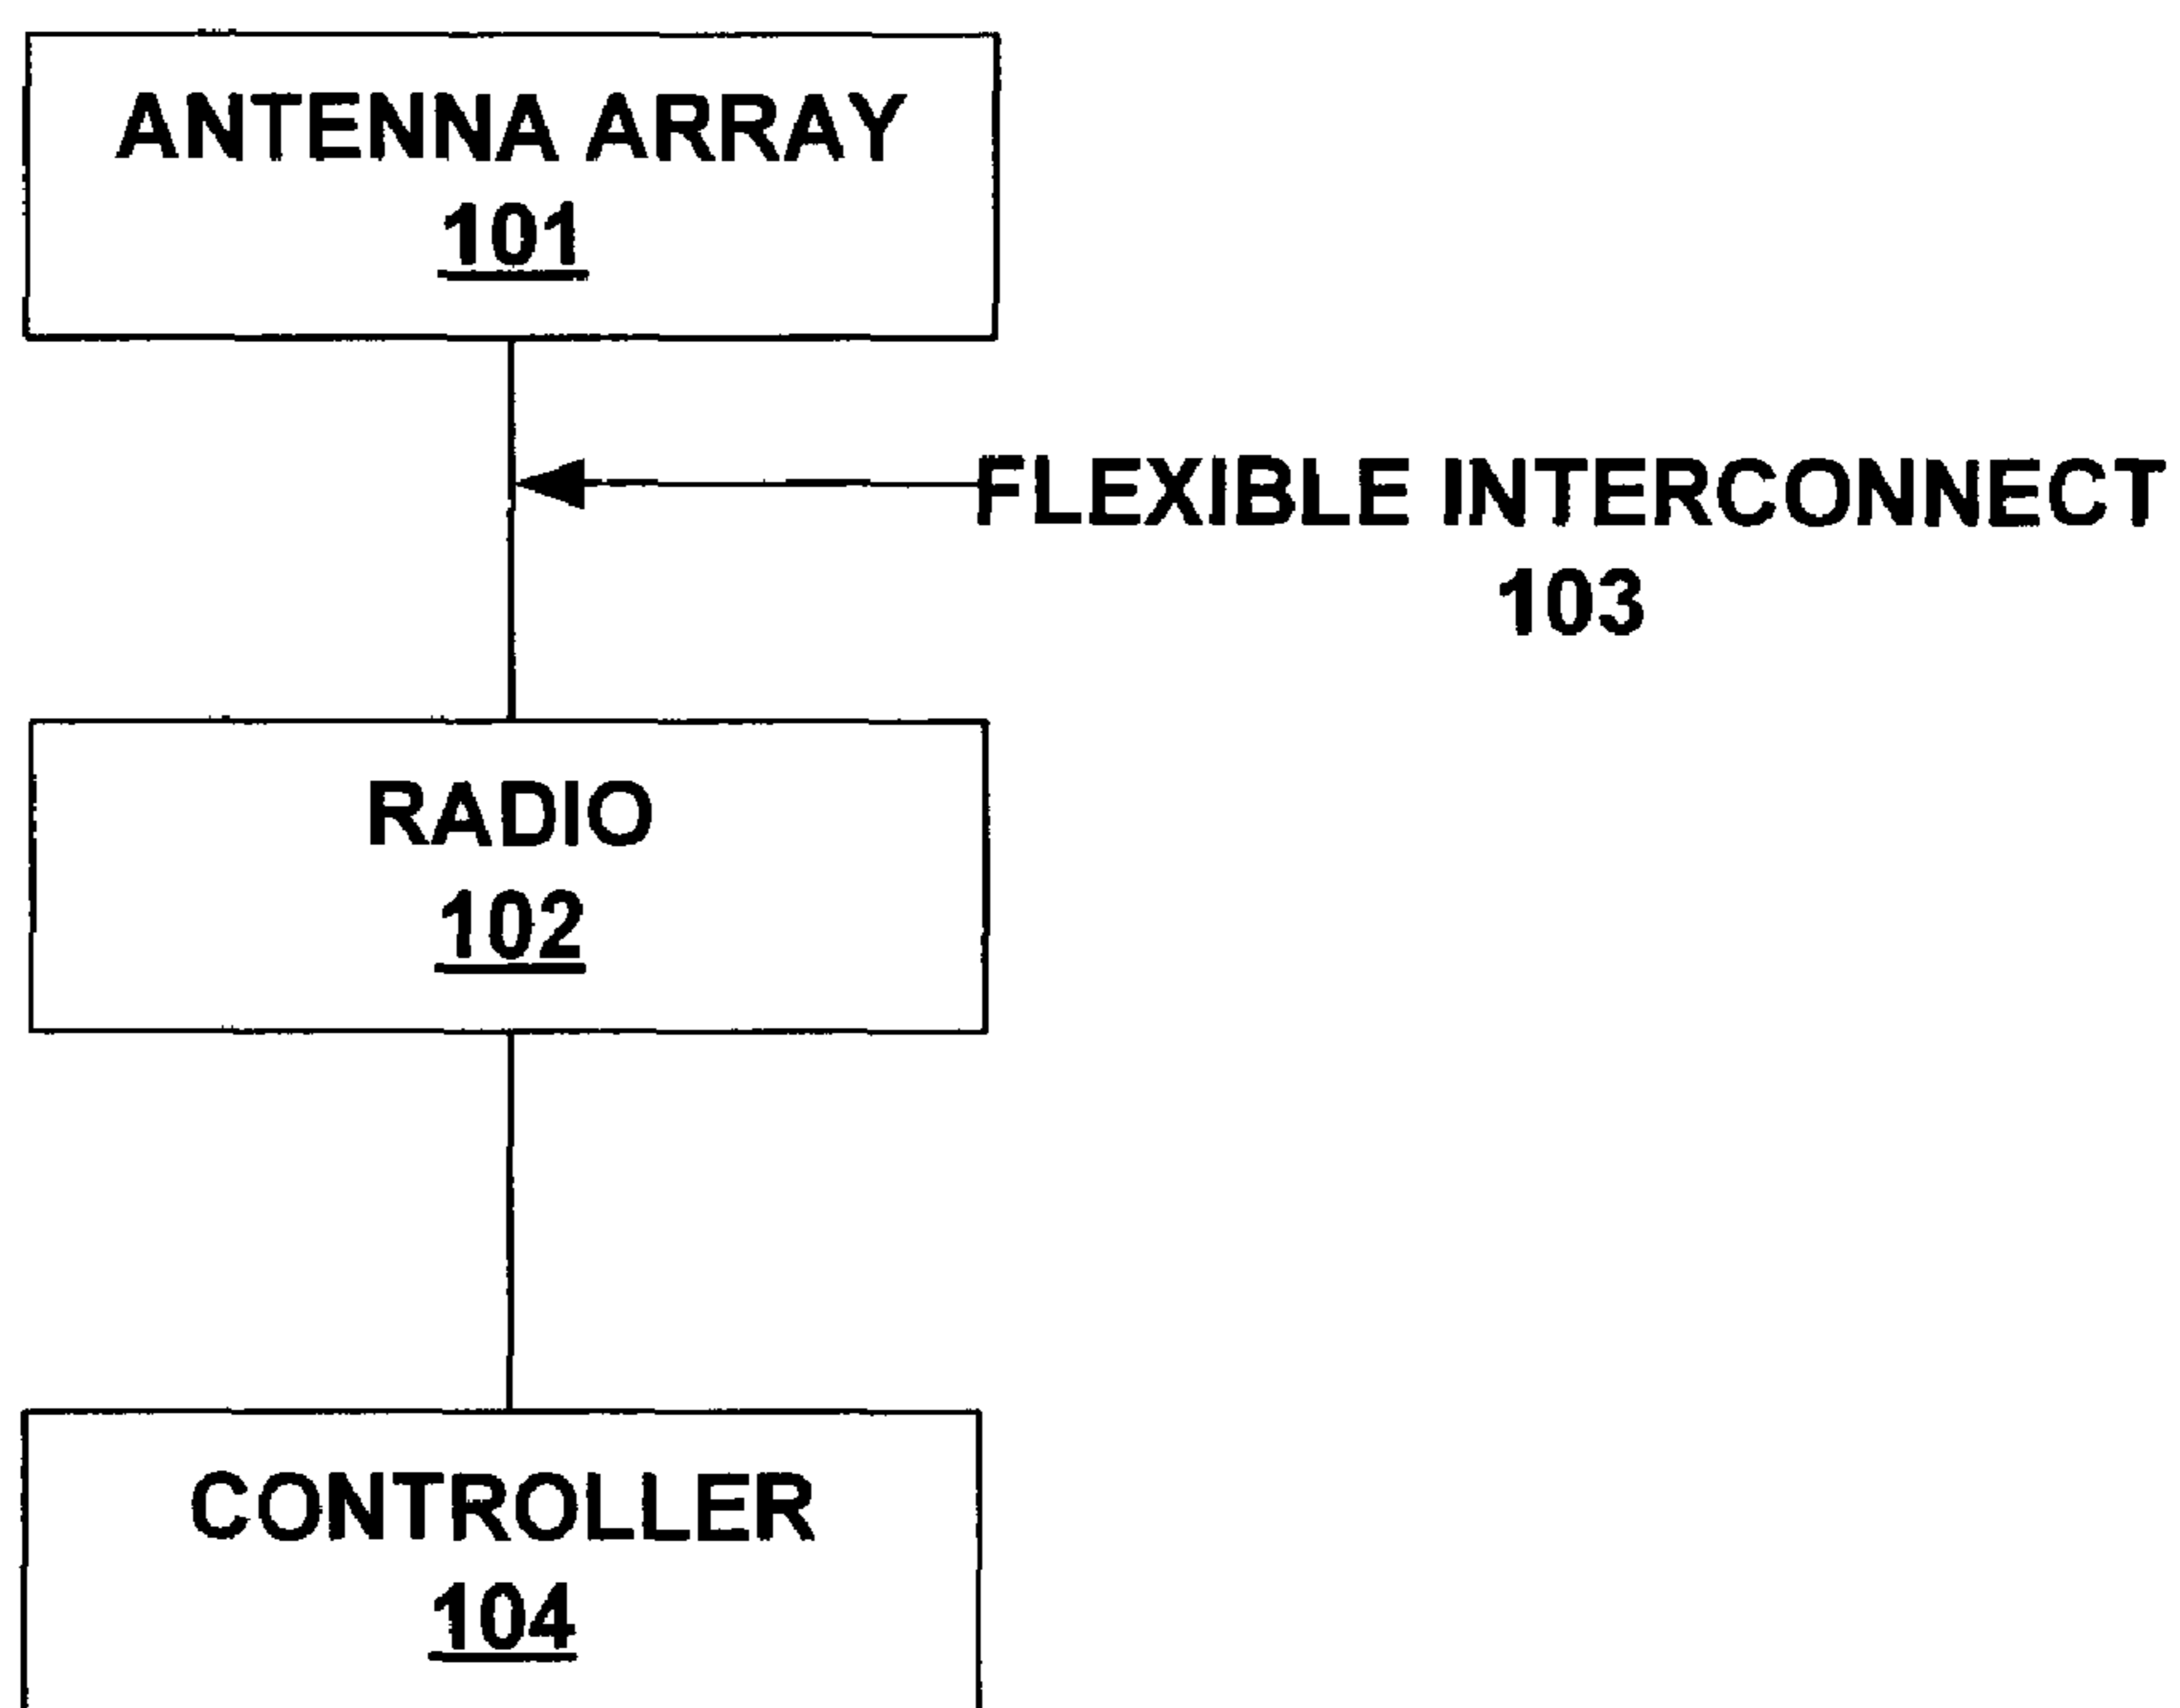 ANTENNA ARRAY
101
FLEXIBLE INTERCONNECT
103
RADIO
102
CONTROLLER
104